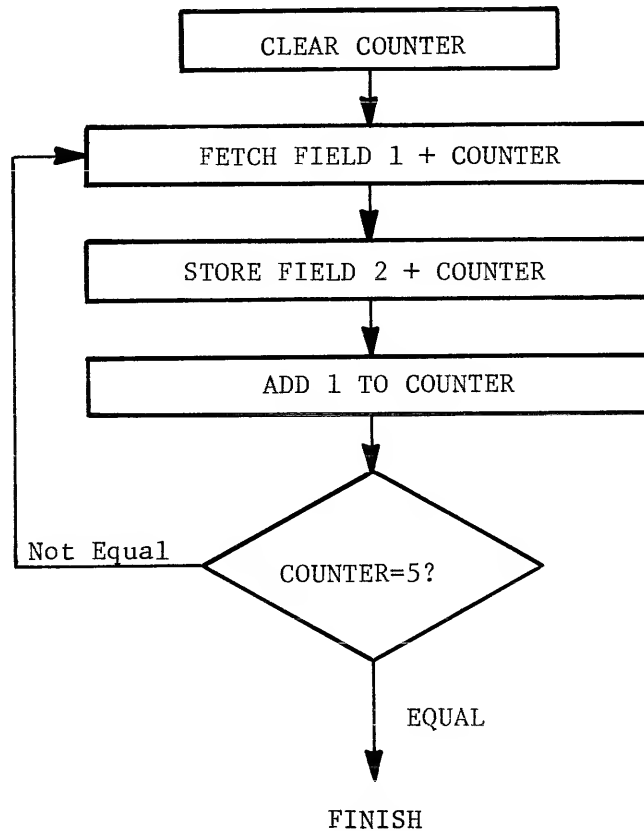 CLEAR COUNTER
FETCH FIELD 1 + COUNTER
STORE FIELD 2 + COUNTER
ADD 1 TO COUNTER
COUNTER=5?
Not Equal
EQUAL
FINISH